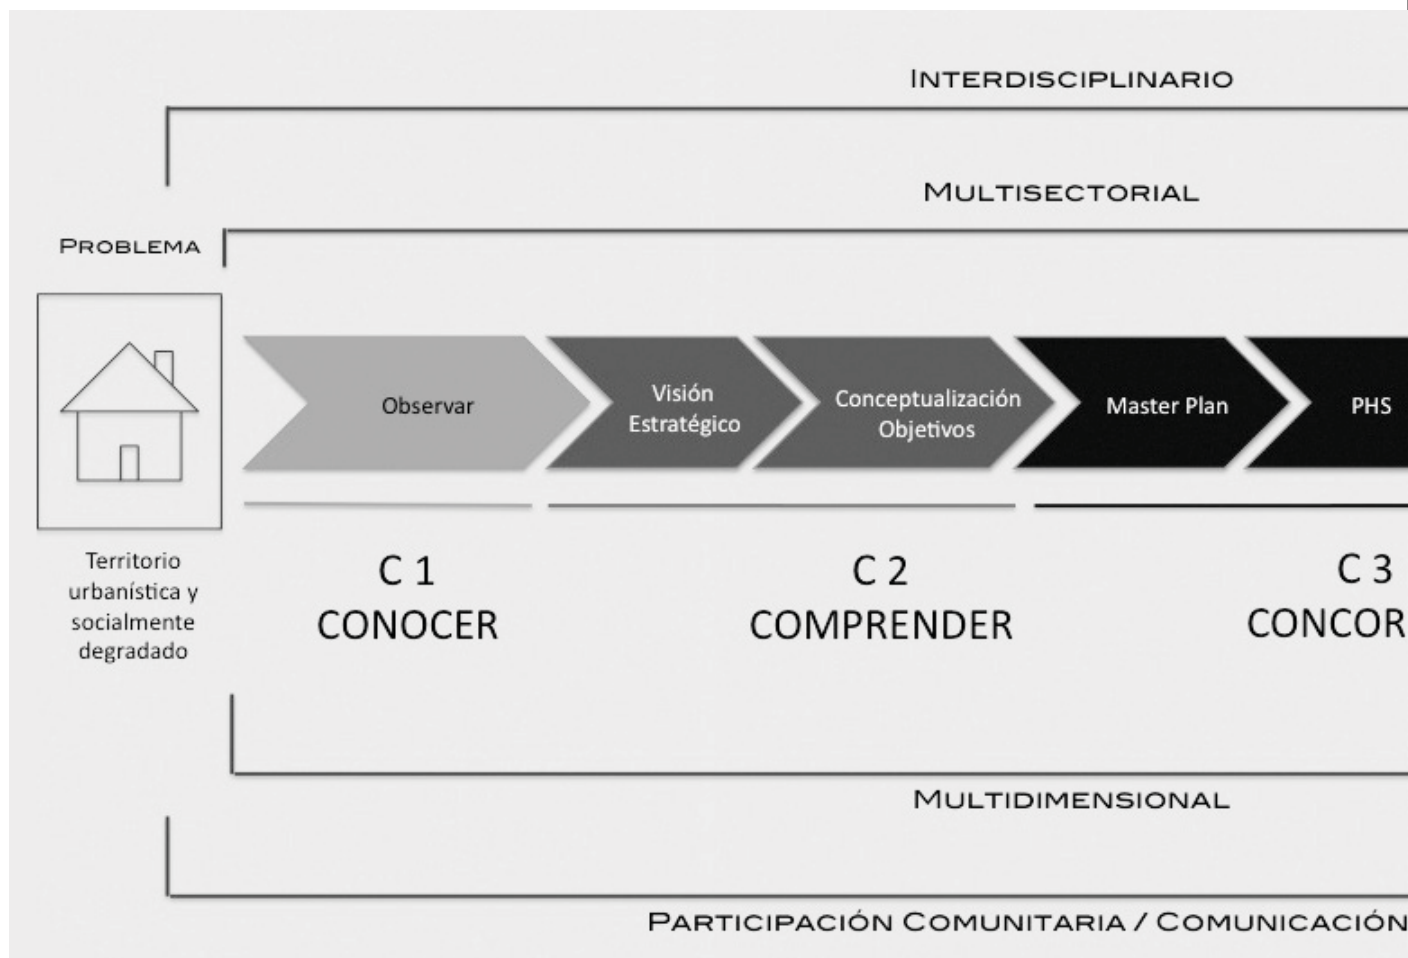 INTERDISCIPLINARIO
MULTISECTORIAL
PROBLEMA
Observar
Visión
Estratégico
Conceptualización
Objetivos
Master Plan
PHS
Territorio
urbanística y
socialmente
degradado
C 1
CONOCER
C 2
COMPRENDER
C 3
CONCOR
MULTIDIMENSIONAL
PARTICIPACIÓN COMUNITARIA / COMUNICACIÓN